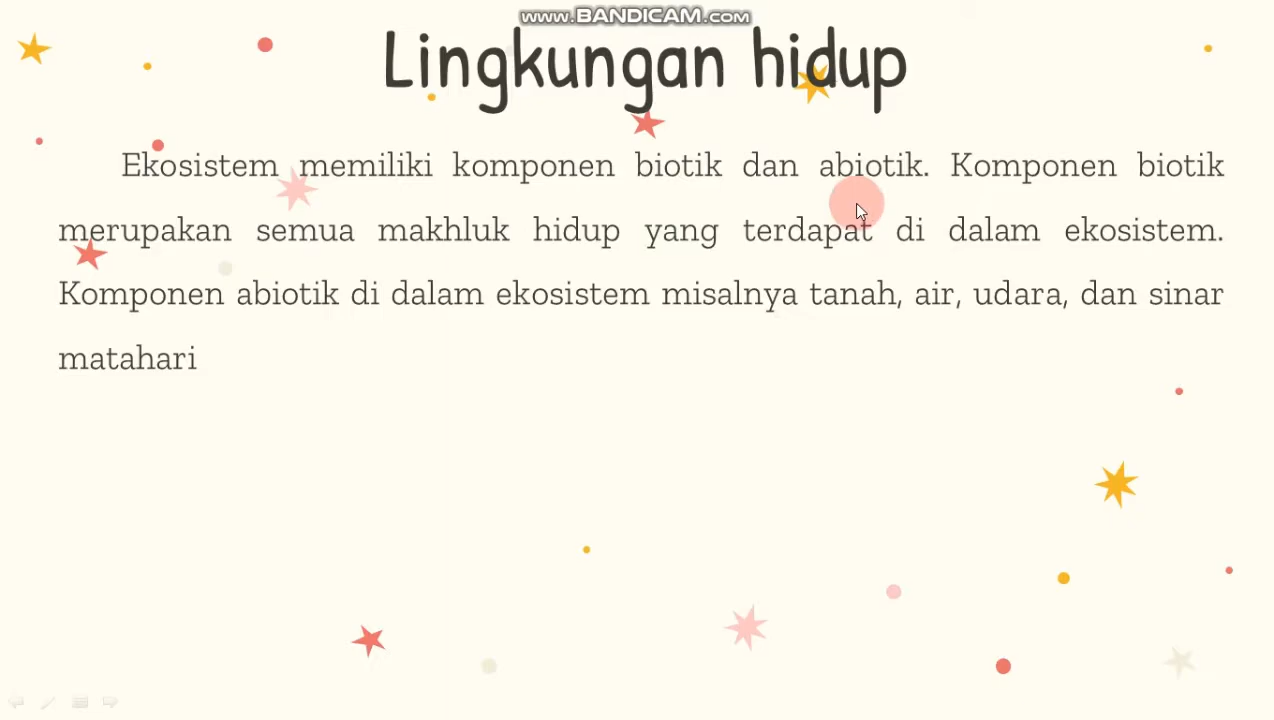 www.BANDICAM.com
Lingkungan hidup
Ekosistem memiliki komponen biotik dan abiotik. Komponen biotik
merupakan semua makhluk hidup yang terdapat di dalam ekosistem.
Komponen abiotik di dalam ekosistem misalnya tanah, air, udara, dan sinar
matahari